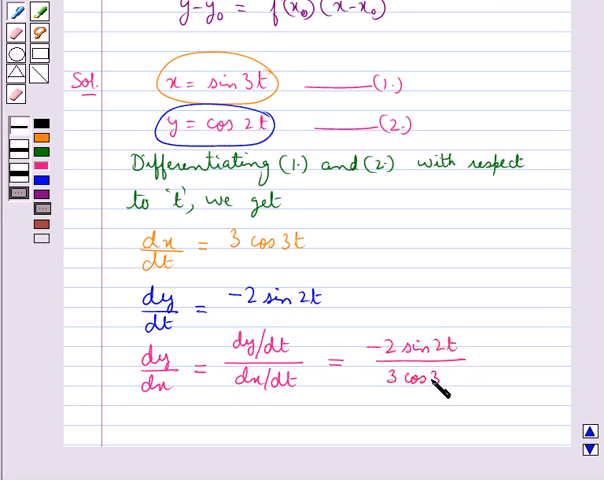 y-y₀ = f(x₀) (x-x₀)
Sol. x = sin 3t ———(1.)
y = cos 2t ———(2.)
Differentiating (1.) and (2.) with respect
to 't', we get
dx/dt = 3 cos 3t
dy/dt = -2 sin 2t
dy/dx = dy/dt / dx/dt = -2 sin 2t / 3 cos 3